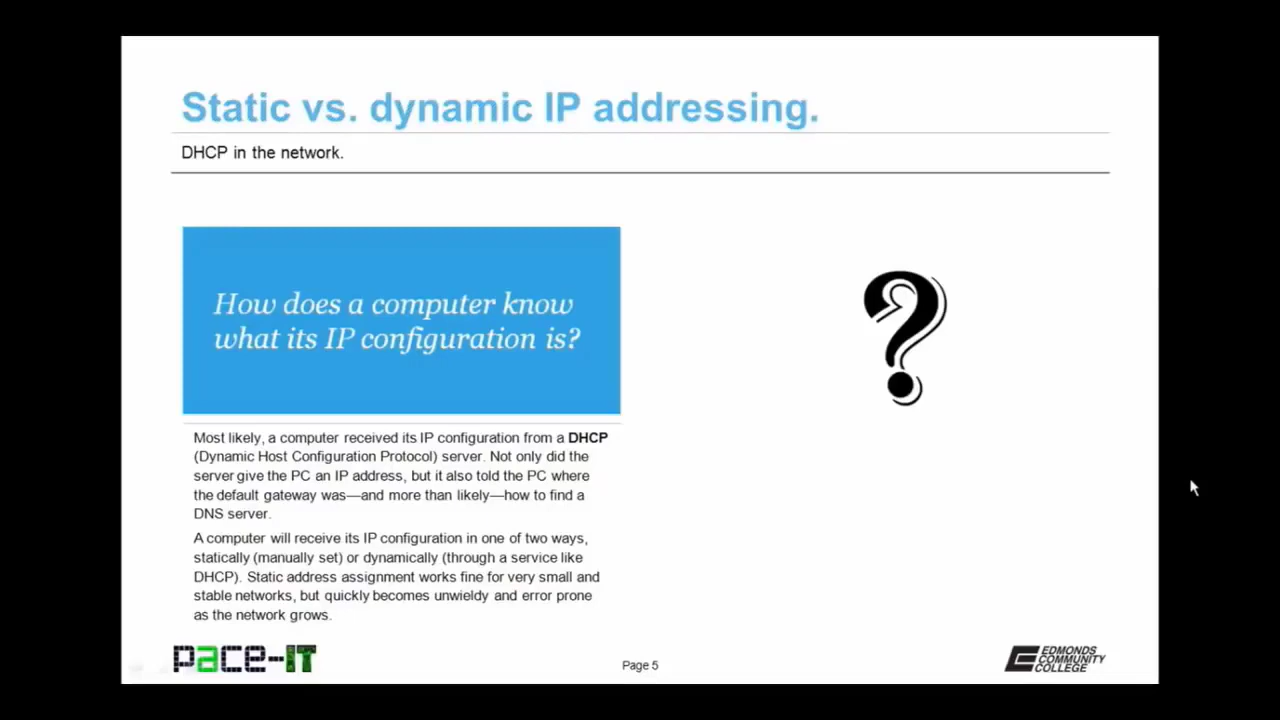 Static vs. dynamic IP addressing.
DHCP in the network.
How does a computer know
what its IP configuration is?
?
Most likely, a computer received its IP configuration from a DHCP
(Dynamic Host Configuration Protocol) server. Not only did the
server give the PC an IP address, but it also told the PC where
the default gateway was—and more than likely—how to find a
DNS server.
A computer will receive its IP configuration in one of two ways,
statically (manually set) or dynamically (through a service like
DHCP). Static address assignment works fine for very small and
stable networks, but quickly becomes unwieldy and error prone
as the network grows.
pace-IT
Page 5
EDMONDS
COMMUNITY
COLLEGE